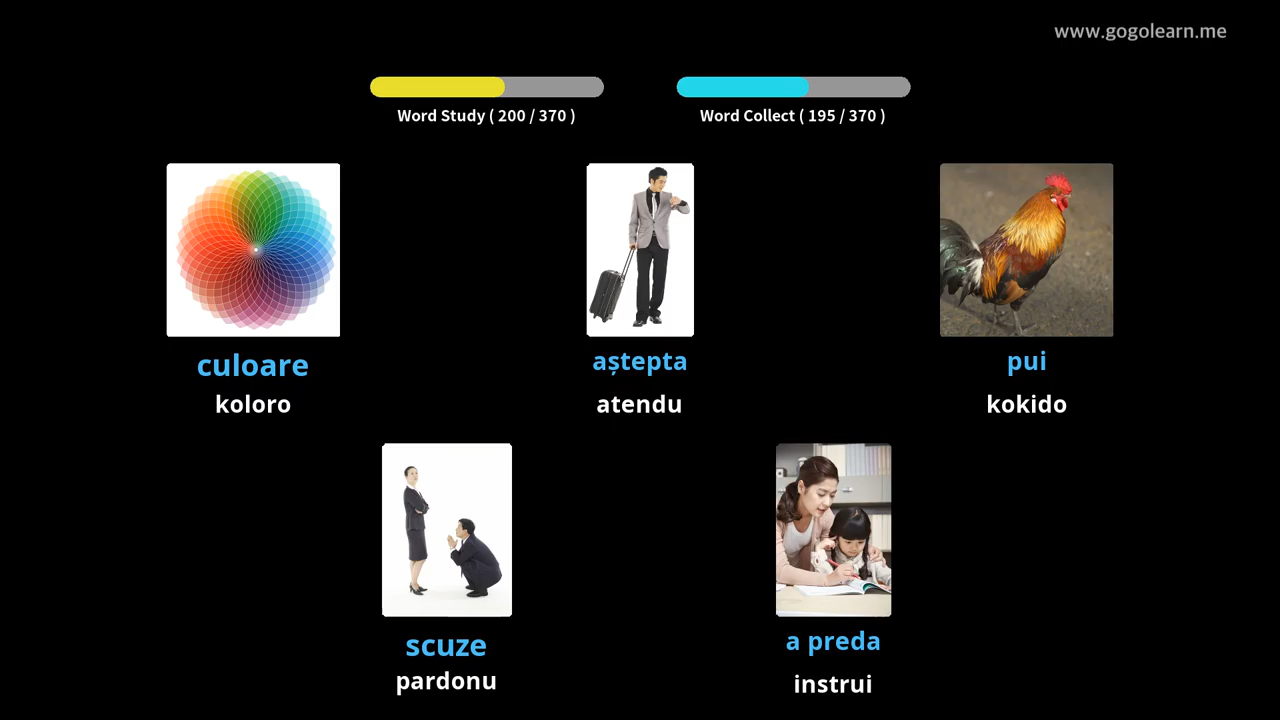 www.gogolearn.me
Word Study ( 200 / 370 )
Word Collect ( 195 / 370 )
culoare
koloro
aștepta
atendu
pui
kokido
scuze
pardonu
a preda
instrui